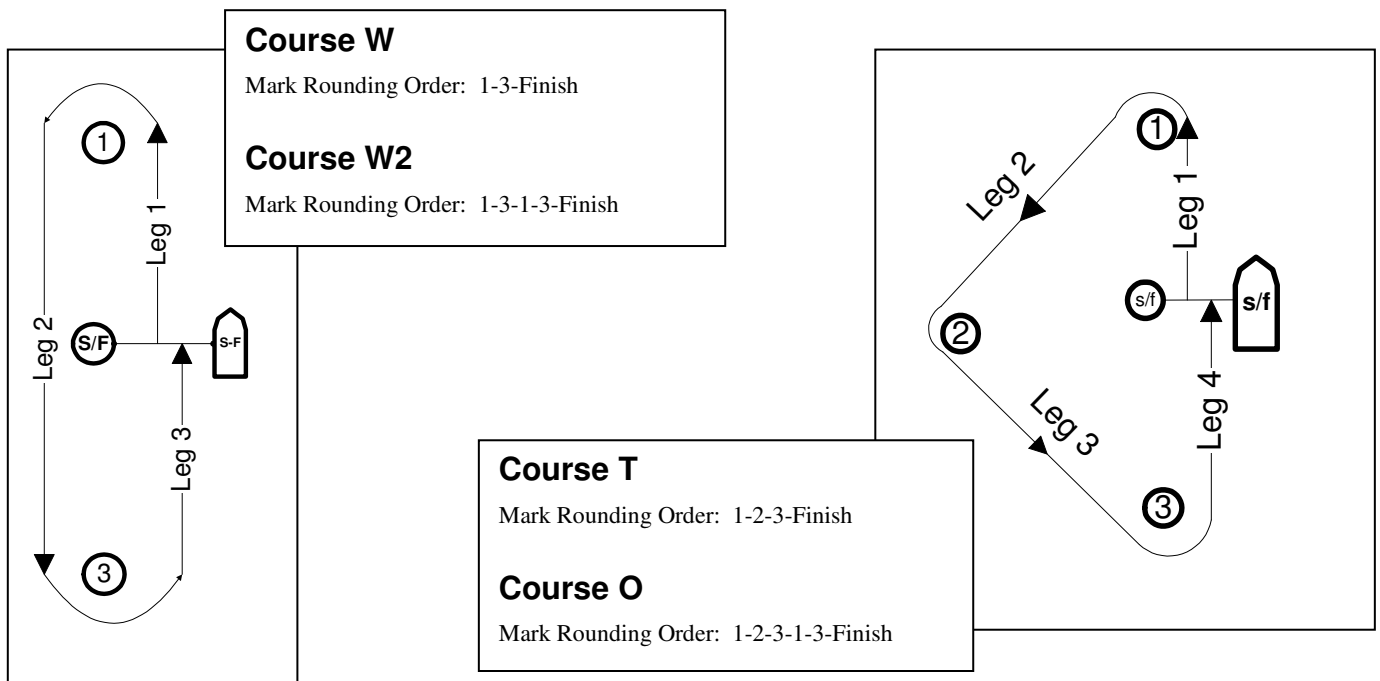 Course W
Mark Rounding Order: 1-3-Finish
Course W2
Mark Rounding Order: 1-3-1-3-Finish
1
Leg 1
Leg 2
S/F
S-F
Leg 3
3
1
Leg 2
Leg 1
s/f
s/f
2
Leg 3
Leg 4
3
Course T
Mark Rounding Order: 1-2-3-Finish
Course O
Mark Rounding Order: 1-2-3-1-3-Finish